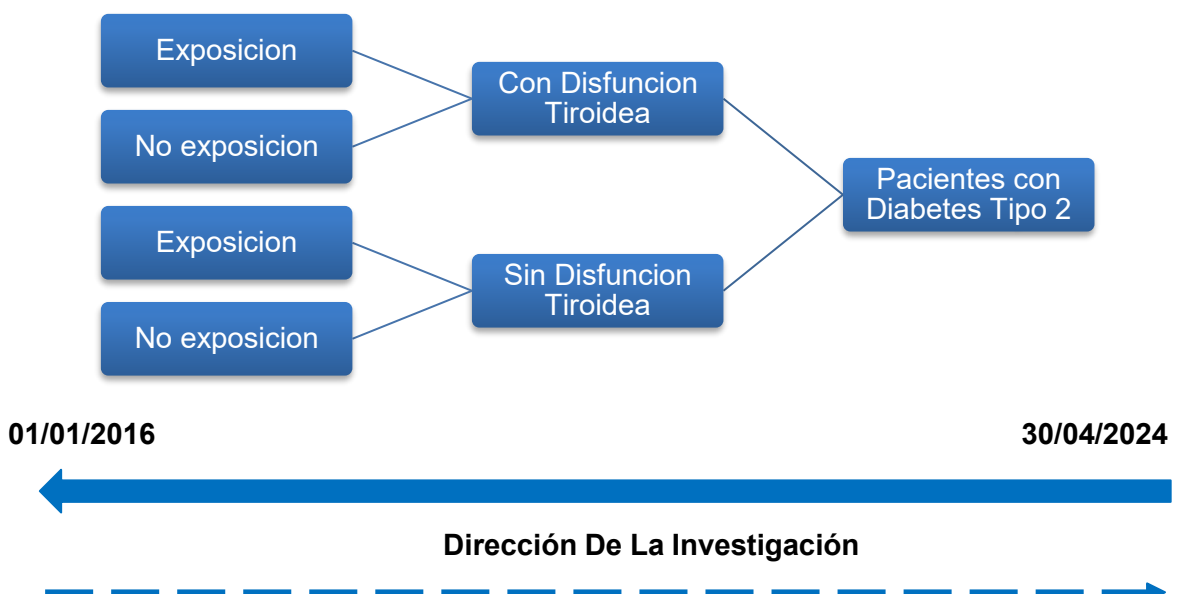 Exposicion
No exposicion
Exposicion
No exposicion
Con Disfuncion
Tiroidea
Sin Disfuncion
Tiroidea
Pacientes con
Diabetes Tipo 2
01/01/2016
30/04/2024
Dirección De La Investigación